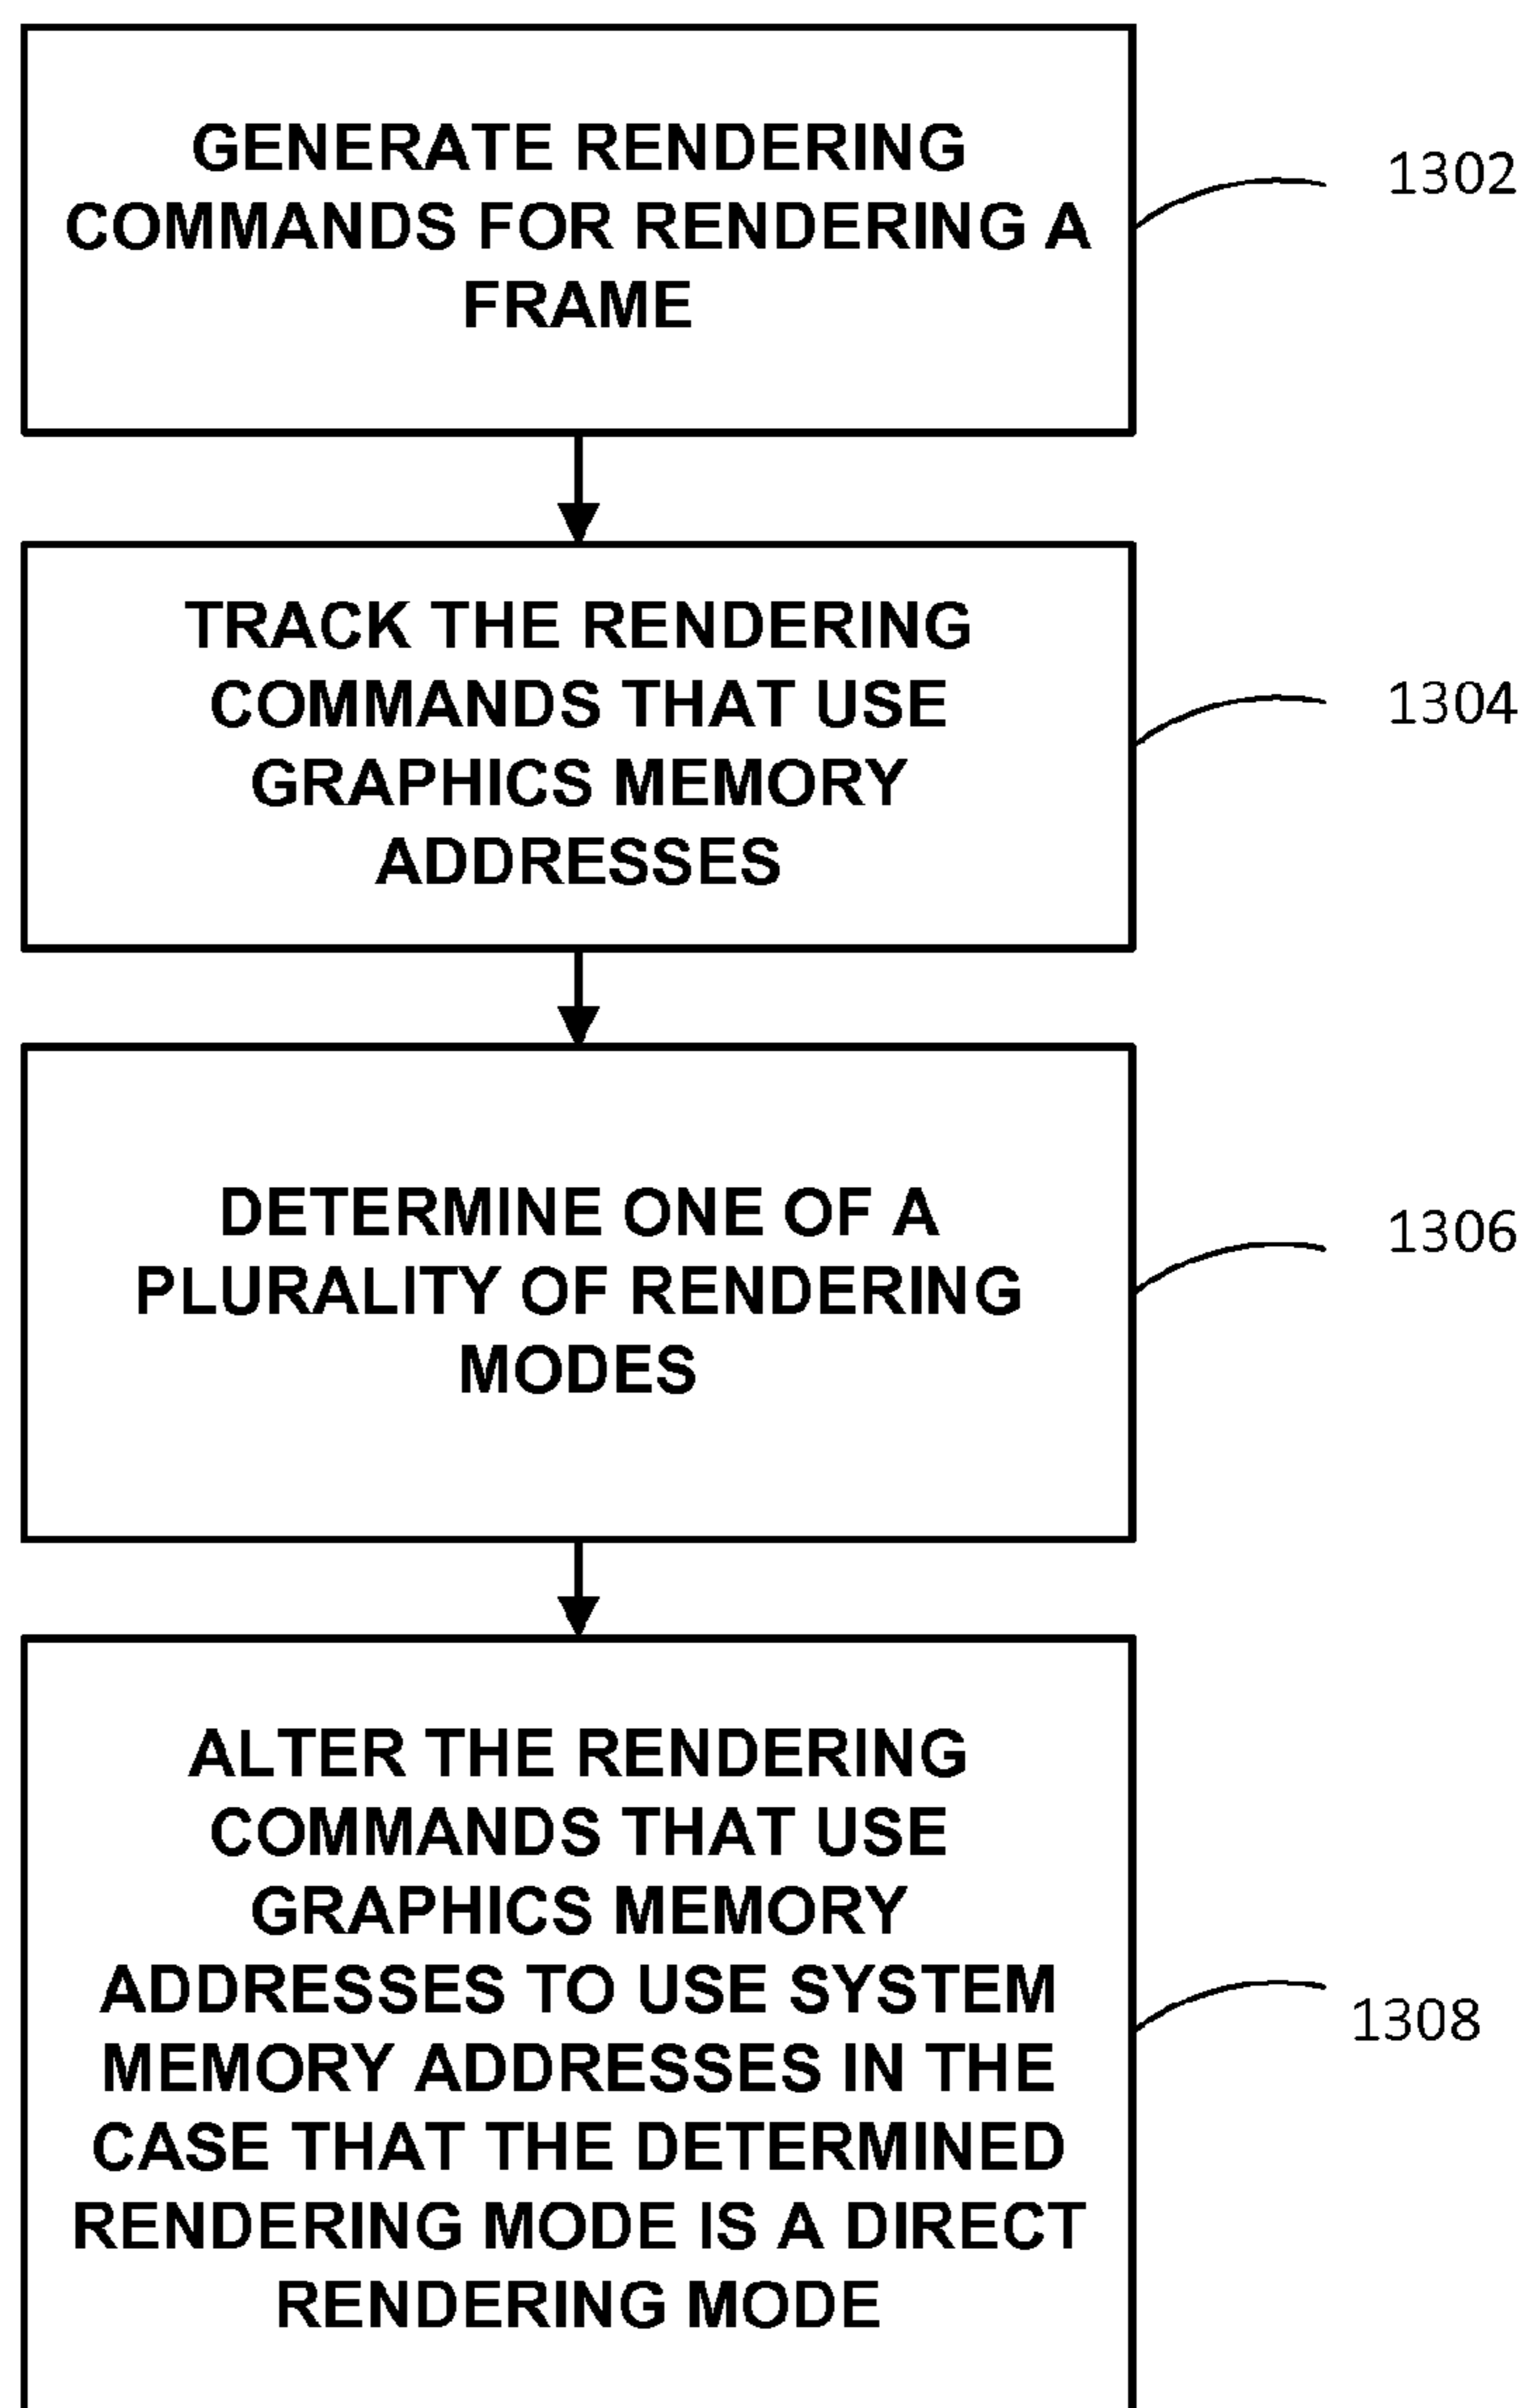 GENERATE RENDERING
COMMANDS FOR RENDERING A
FRAME
1302
TRACK THE RENDERING
COMMANDS THAT USE
GRAPHICS MEMORY
ADDRESSES
1304
DETERMINE ONE OF A
PLURALITY OF RENDERING
MODES
1306
ALTER THE RENDERING
COMMANDS THAT USE
GRAPHICS MEMORY
ADDRESSES TO USE SYSTEM
MEMORY ADDRESSES IN THE
CASE THAT THE DETERMINED
RENDERING MODE IS A DIRECT
RENDERING MODE
1308